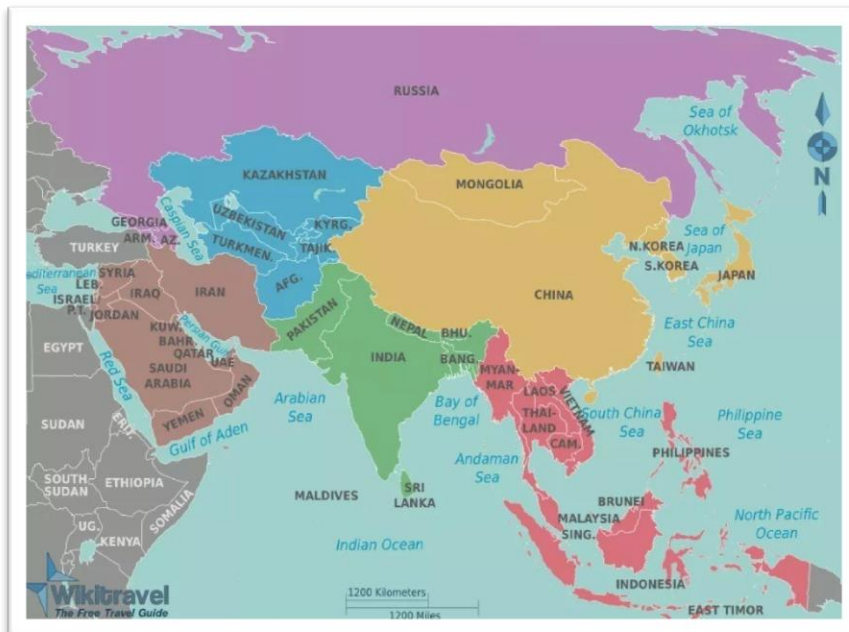 RUSSIA
Sea of
Okhotsk
N
KAZAKHSTAN
MONGOLIA
Caspian Sea
UZBEKISTAN
KYRG.
GEORGIA
ARM.
AZ.
TURKMEN.
TAJIK.
TURKEY
Sea of
Japan
N.KOREA
S.KOREA
JAPAN
SYRIA
LEB.
ISRAEL
P.T.
JORDAN
IRAQ
IRAN
AFG.
CHINA
editerranean
Sea
KUW.
BAHR.
QATAR
UAE
Persian Gulf
PAKISTAN
NEPAL
BHU.
East China
Sea
EGYPT
SAUDI
ARABIA
OMAN
INDIA
BANG.
MYAN-
MAR
TAIWAN
Red Sea
YEMEN
Gulf of Aden
Arabian
Sea
Bay of
Bengal
LAOS
VIETNAM
THAI-
LAND
CAM.
South China
Sea
Philippine
Sea
SUDAN
ERI.
PHILIPPINES
Andaman
Sea
SOUTH
SUDAN
ETHIOPIA
SOMALIA
MALDIVES
SRI
LANKA
BRUNEI
MALAYSIA
SING.
North Pacific
Ocean
UG.
KENYA
Indian Ocean
INDONESIA
EAST TIMOR
Wikitravel
The Free Travel Guide
1200 Kilometers
1200 Miles